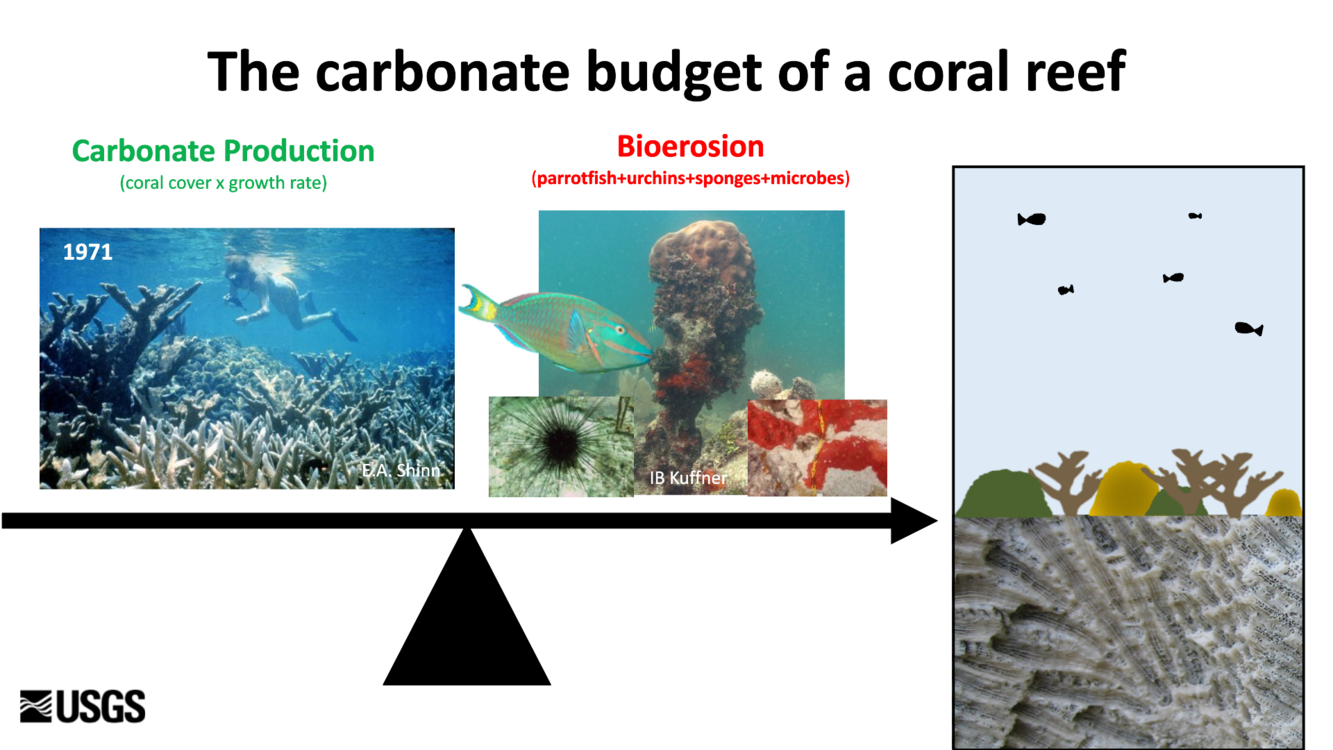 The carbonate budget of a coral reef
Carbonate Production
(coral cover x growth rate)
Bioerosion
(parrotfish+urchins+sponges+microbes)
1971
E.A. Shinn
IB Kuffner
USGS